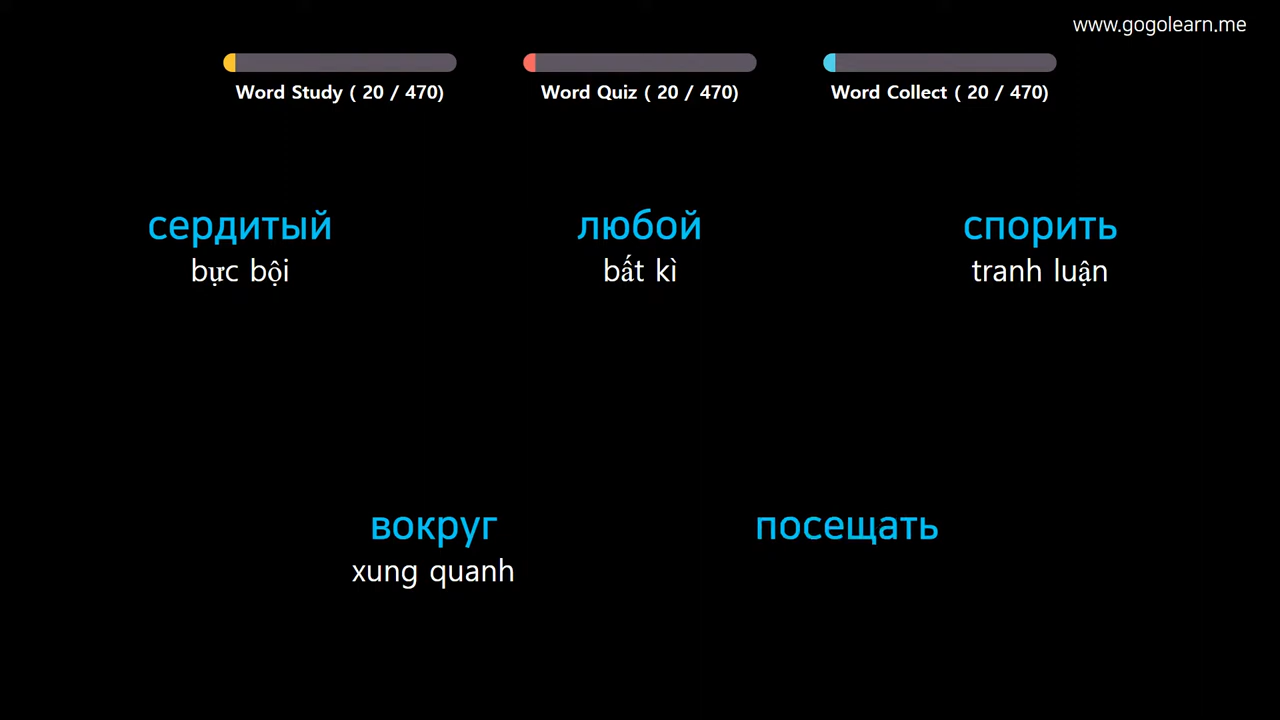 www.gogolearn.me
Word Study ( 20 / 470)
Word Quiz ( 20 / 470)
Word Collect ( 20 / 470)
сердитый
bực bội
любой
bất kì
спорить
tranh luận
вокруг
xung quanh
посещать